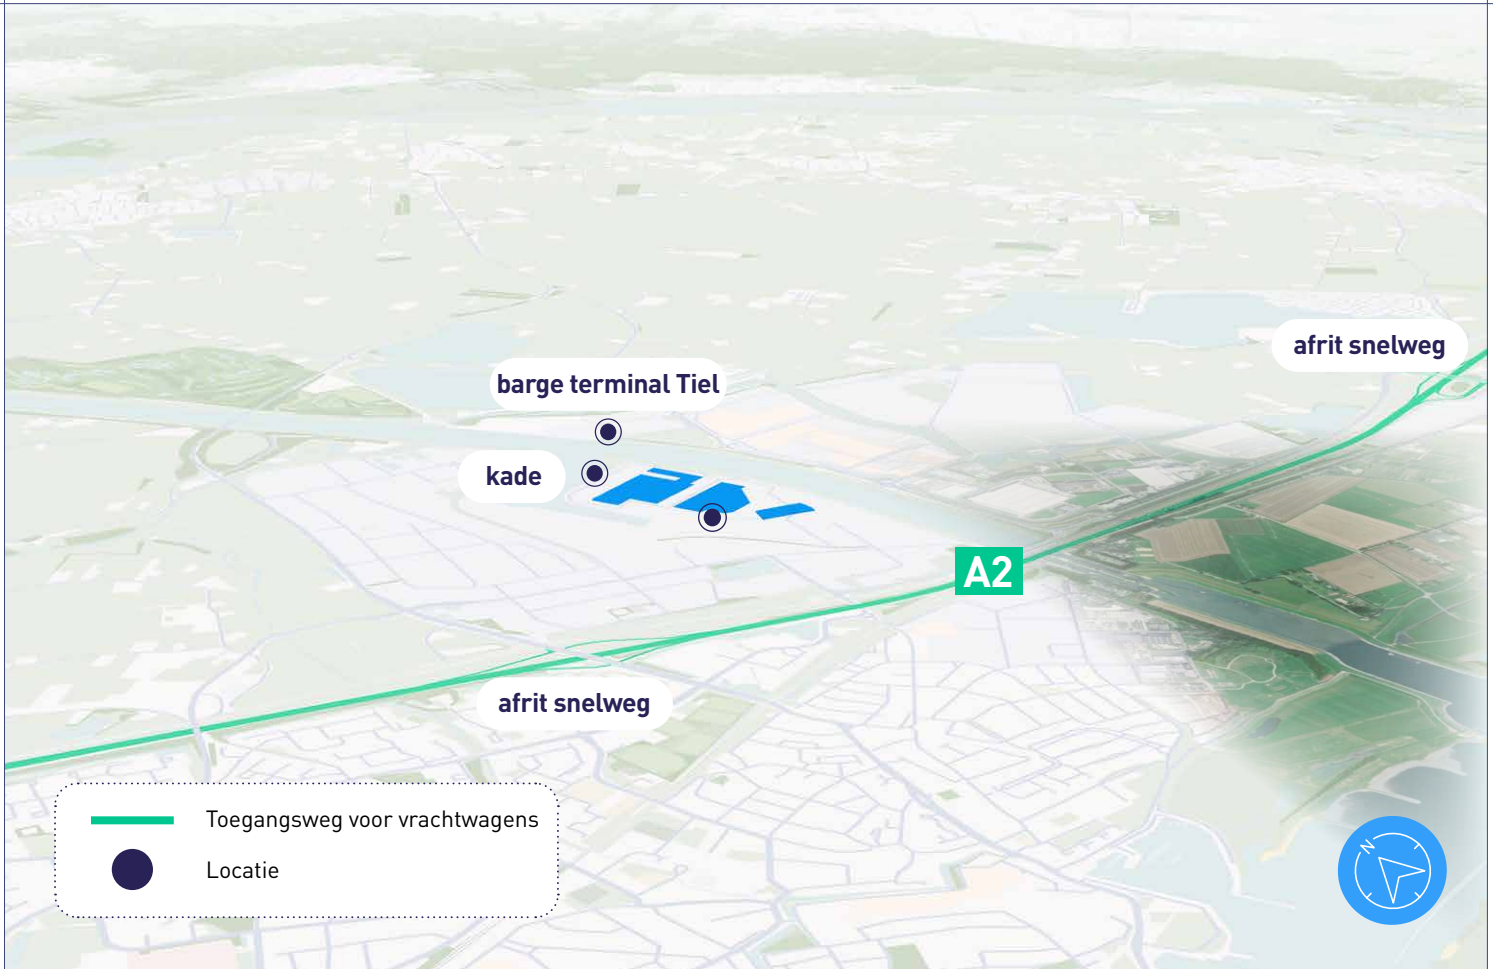 afrit snelweg
barge terminal Tiel
kade
A2
afrit snelweg
Toegangsweg voor vrachtwagens
Locatie
N